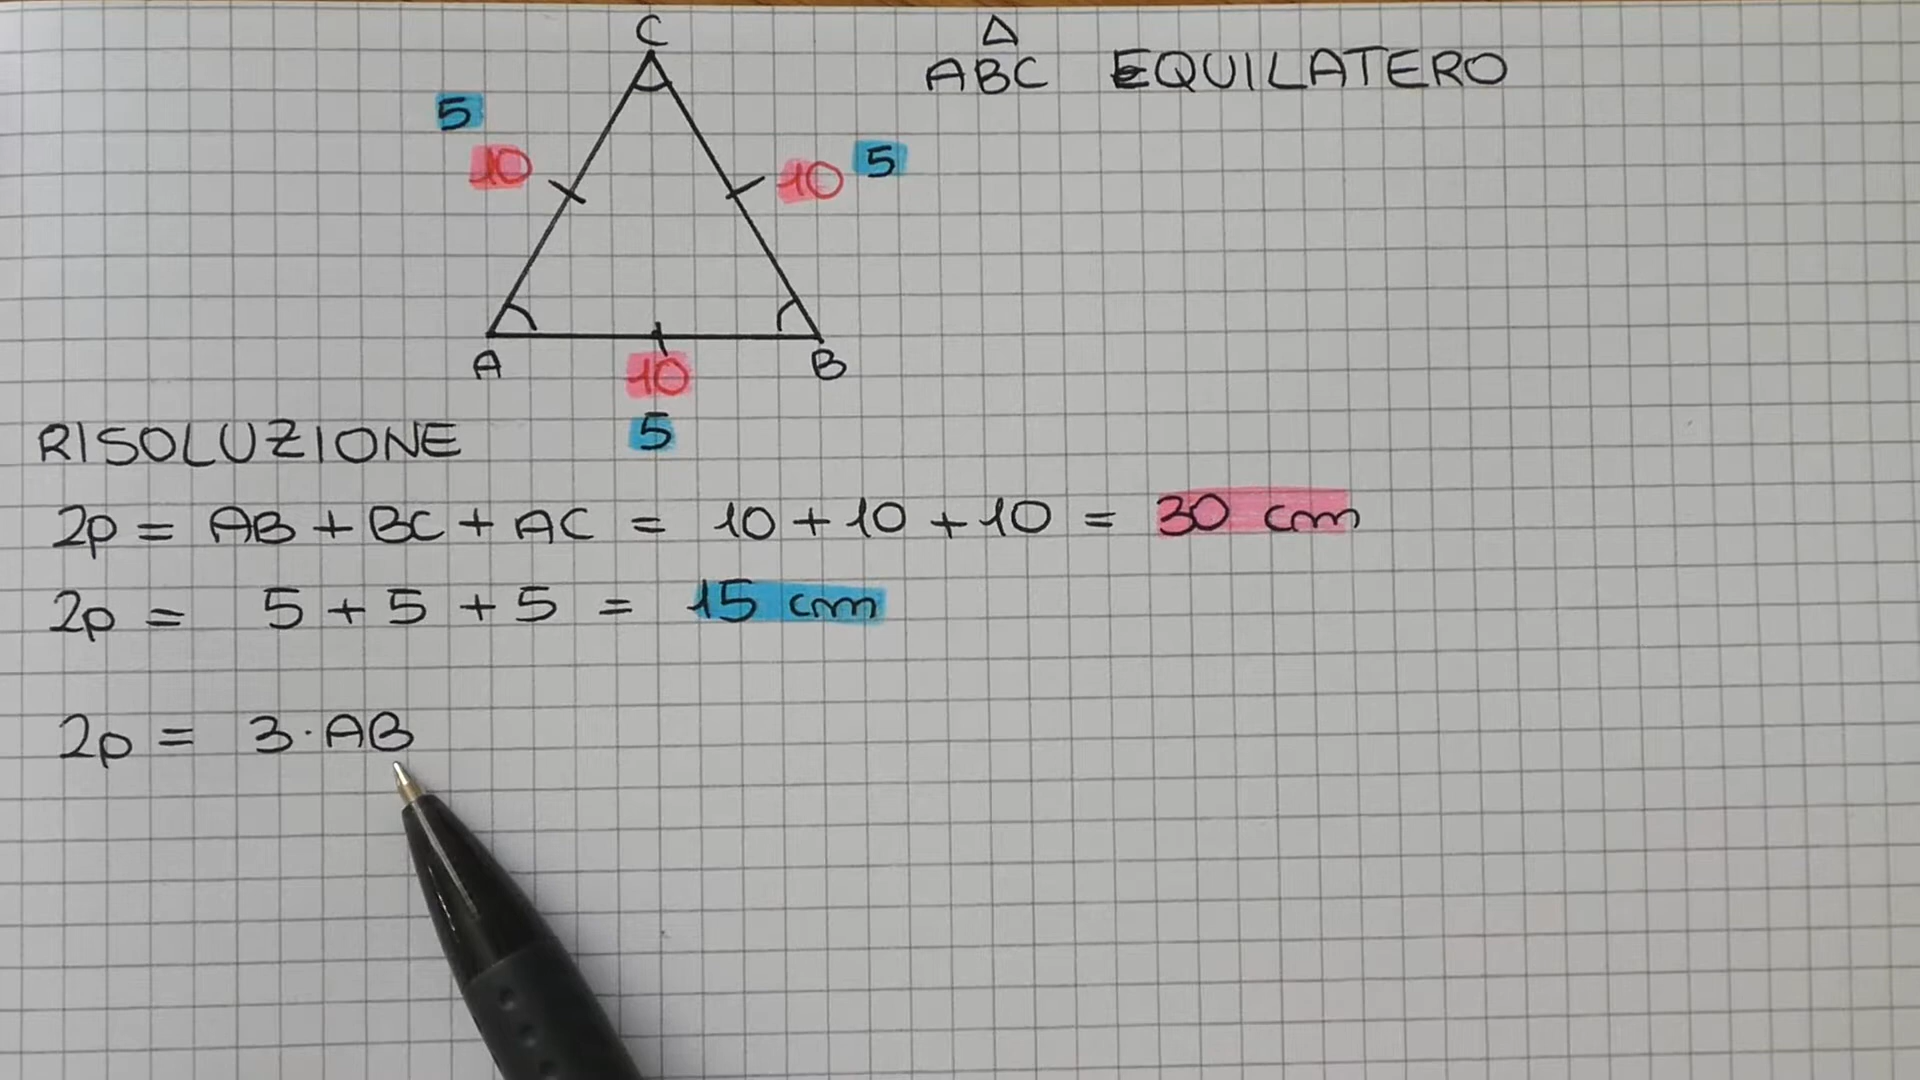 C
△
ABC EQUILATERO
5
10
10 5
A
10
B
5
RISOLUZIONE
2p = AB + BC + AC = 10 + 10 + 10 = 30 cm
2p = 5 + 5 + 5 = 15 cm
2p = 3·AB